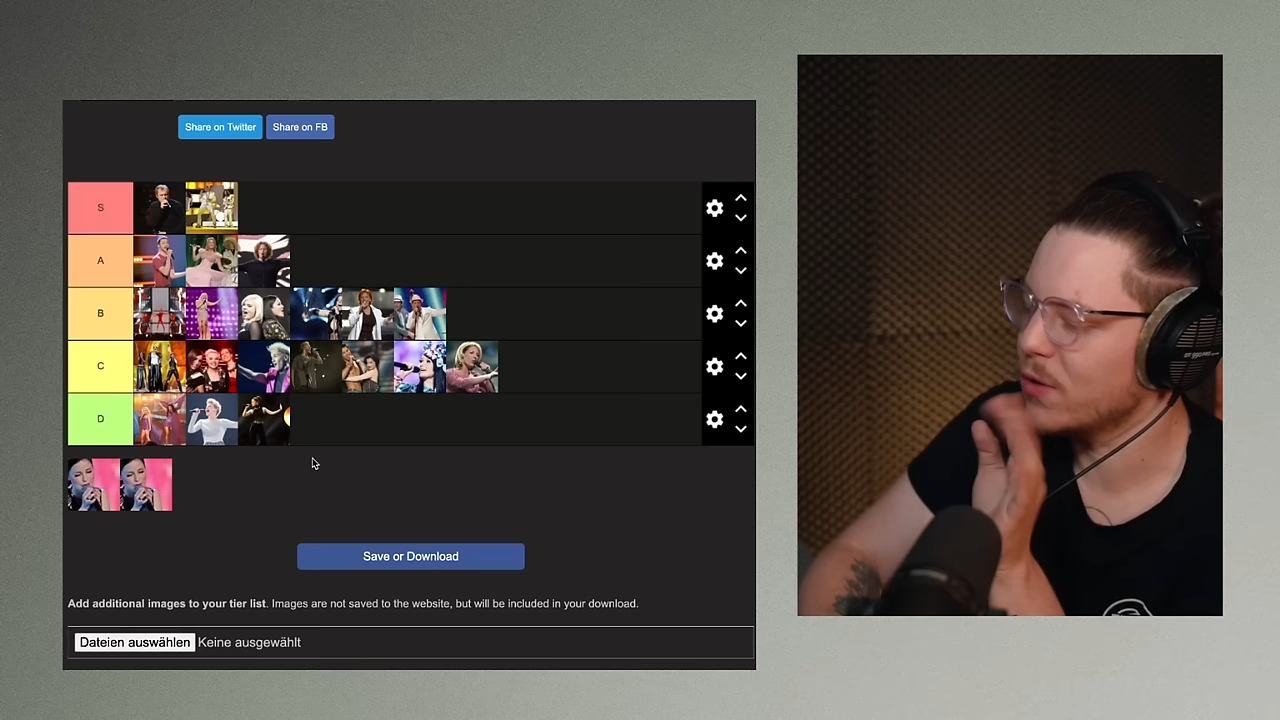 Share on Twitter Share on FB
S
A
B
C
D
Save or Download
Add additional images to your tier list. Images are not saved to the website, but will be included in your download.
Dateien auswählen Keine ausgewählt